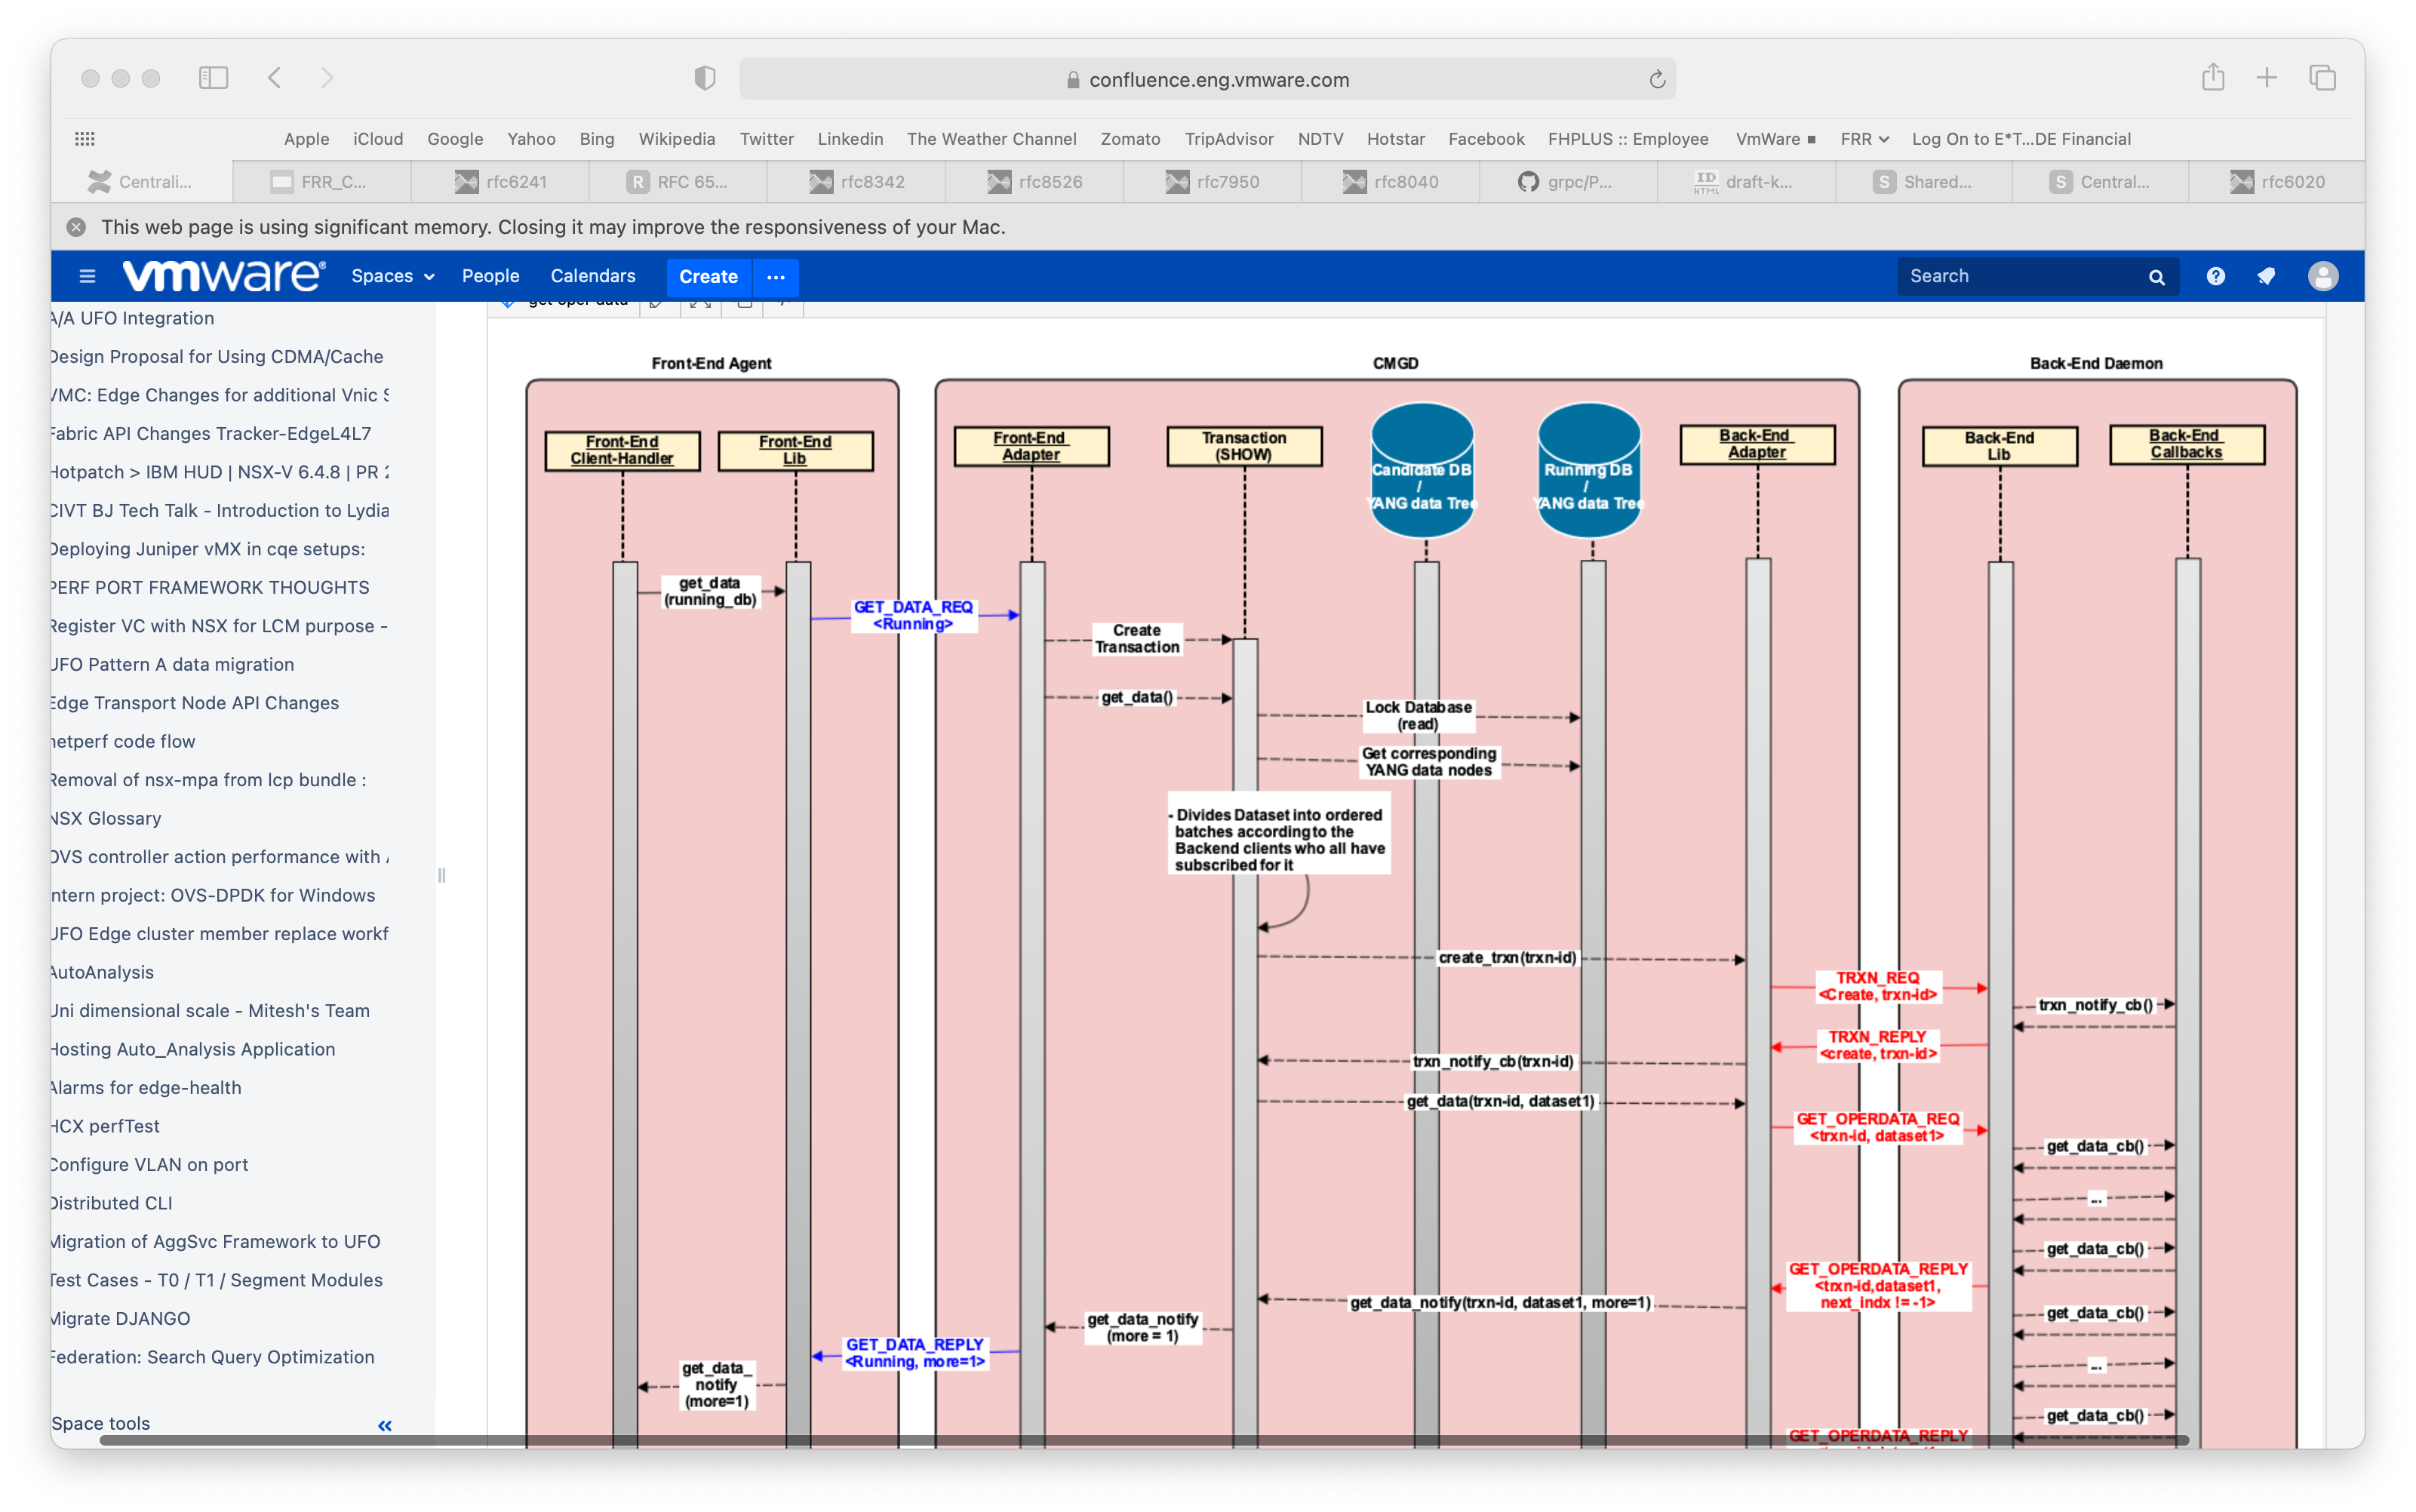 confluence.eng.vmware.com
Apple iCloud Google Yahoo Bing Wikipedia Twitter Linkedin The Weather Channel Zomato TripAdvisor NDTV Hotstar Facebook FHPLUS :: Employee VmWare FRR Log On to E*T...DE Financial
Centrali... FRR_C... rfc6241 R RFC 65... rfc8342 rfc8526 rfc7950 rfc8040 grpc/P... ID HTML draft-k... S Shared... S Central... rfc6020
This web page is using significant memory. Closing it may improve the responsiveness of your Mac.
vmware® Spaces People Calendars Create ··· Search
get-oper-data
A/A UFO Integration
Design Proposal for Using CDMA/Cache
VMC: Edge Changes for additional Vnic S
Fabric API Changes Tracker-EdgeL4L7
Hotpatch > IBM HUD | NSX-V 6.4.8 | PR 2
CIVT BJ Tech Talk - Introduction to Lydia
Deploying Juniper vMX in cqe setups:
PERF PORT FRAMEWORK THOUGHTS
Register VC with NSX for LCM purpose -
UFO Pattern A data migration
Edge Transport Node API Changes
netperf code flow
Removal of nsx-mpa from lcp bundle :
NSX Glossary
OVS controller action performance with
Intern project: OVS-DPDK for Windows
UFO Edge cluster member replace workf
AutoAnalysis
Uni dimensional scale - Mitesh's Team
Hosting Auto_Analysis Application
Alarms for edge-health
HCX perfTest
Configure VLAN on port
Distributed CLI
Migration of AggSvc Framework to UFO
Test Cases - T0 / T1 / Segment Modules
Migrate DJANGO
Federation: Search Query Optimization
Space tools
«
Front-End Agent
CMGD
Back-End Daemon
Front-End
Client-Handler
Front-End
Lib
Front-End
Adapter
Transaction
(SHOW)
Candidate DB
/
YANG data Tree
Running DB
/
YANG data Tree
Back-End
Adapter
Back-End
Lib
Back-End
Callbacks
get_data
(running_db)
GET_DATA_REQ
<Running>
Create
Transaction
get_data()
Lock Database
(read)
Get corresponding
YANG data nodes
- Divides Dataset into ordered
batches according to the
Backend clients who all have
subscribed for it
create_trxn(trxn-id)
TRXN_REQ
<Create, trxn-id>
trxn_notify_cb()
TRXN_REPLY
<create, trxn-id>
trxn_notify_cb(trxn-id)
get_data(trxn-id, dataset1)
GET_OPERDATA_REQ
<trxn-id, dataset1>
get_data_cb()
...
get_data_cb()
GET_OPERDATA_REPLY
<trxn-id,dataset1,
next_indx != -1>
get_data_notify(trxn-id, dataset1, more=1)
get_data_cb()
get_data_notify
(more = 1)
GET_DATA_REPLY
<Running, more=1>
...
get_data_
notify
(more=1)
get_data_cb()
GET_OPERDATA_REPLY